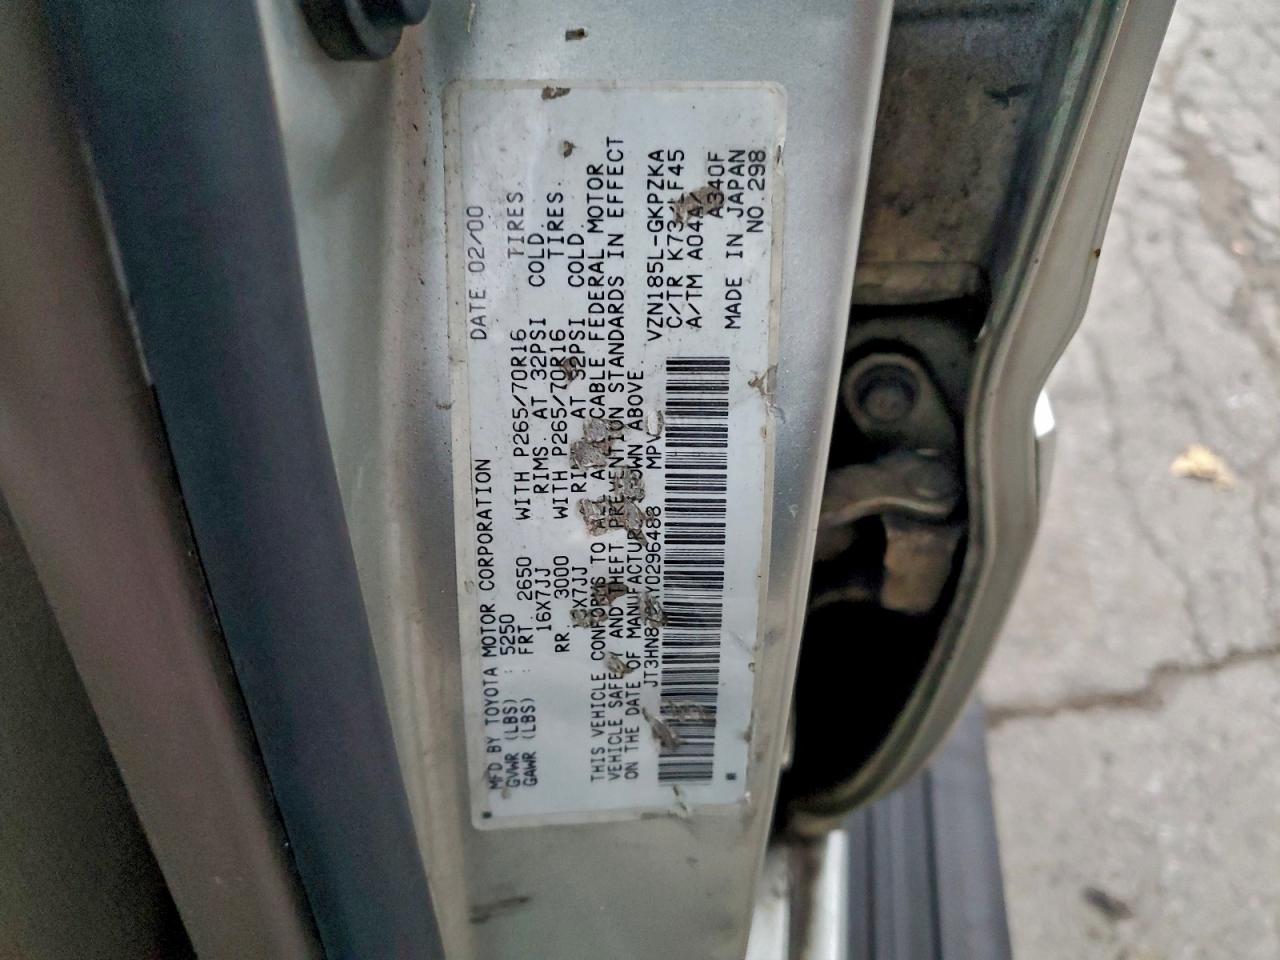 MFD. BY TOYOTA MOTOR CORPORATION DATE 02/00
GVWR (LBS) : 5250
GAWR (LBS) : FRT. 2650 WITH P265/70R16 TIRES.
16X7JJ RIMS. AT 32PSI COLD.
RR. 3000 WITH P265/70R16 TIRES.
X7JJ AT 32PSI COLD.
THIS VEHICLE CONFORMS TO FEDERAL MOTOR
VEHICLE AND THEFT PREVENTION STANDARDS IN EFFECT
ON THE DATE OF ABOVE.
MPV VZN185L-GKPZKA
C/TR K73 LF45
A/TM A340F
MADE IN JAPAN
NO.298